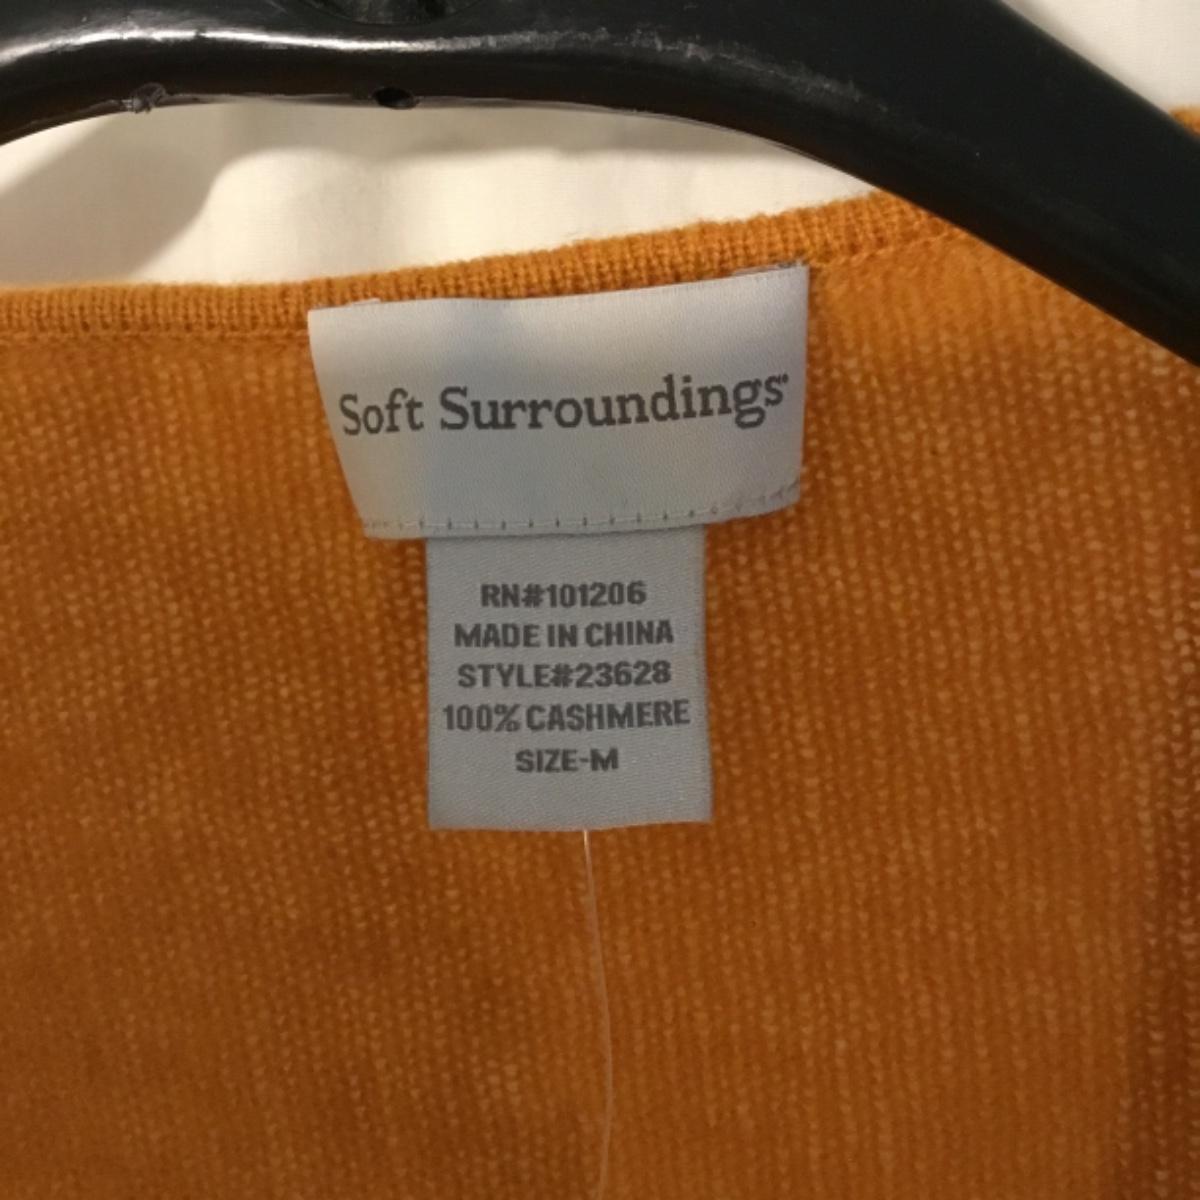 Soft Surroundings®
RN#101206
MADE IN CHINA
STYLE#23628
100% CASHMERE
SIZE-M